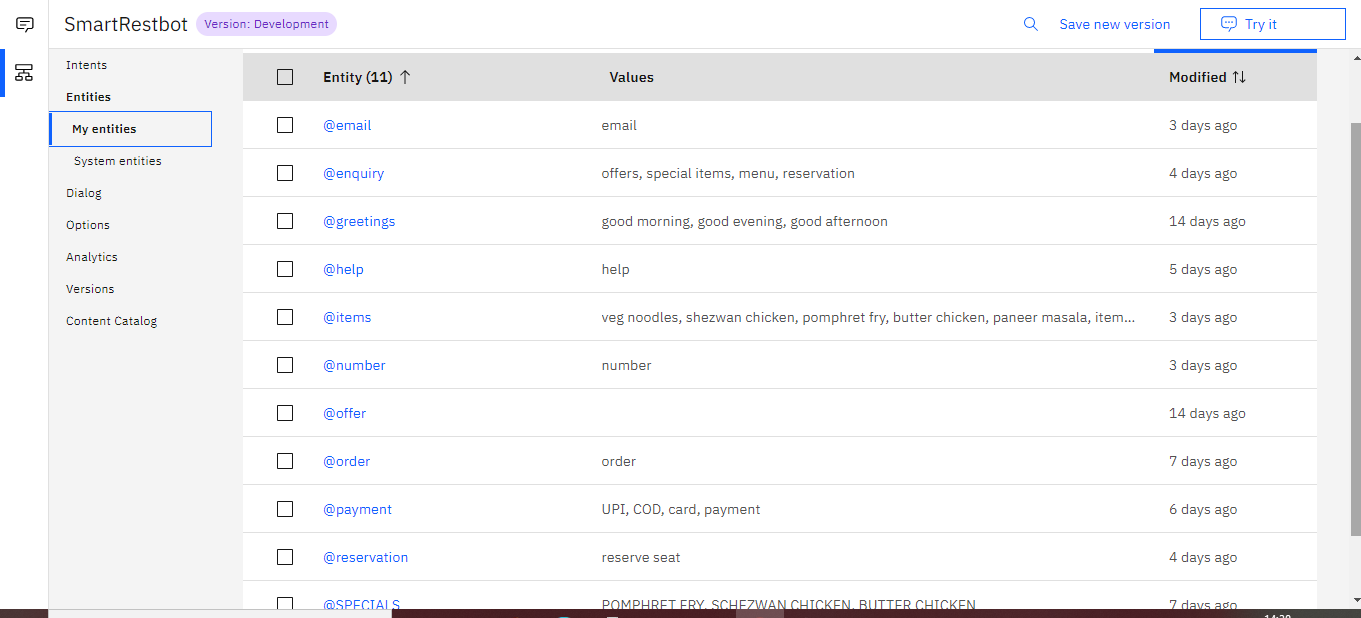 SmartRestbot Version: Development Save new version Try it
Intents
Entities
My entities
System entities
Dialog
Options
Analytics
Versions
Content Catalog
Entity (11) Values Modified
@email email 3 days ago
@enquiry offers, special items, menu, reservation 4 days ago
@greetings good morning, good evening, good afternoon 14 days ago
@help help 5 days ago
@items veg noodles, shezwan chicken, pomphret fry, butter chicken, paneer masala, item... 3 days ago
@number number 3 days ago
@offer 14 days ago
@order order 7 days ago
@payment UPI, COD, card, payment 6 days ago
@reservation reserve seat 4 days ago
@SPECIALS POMPHRET FRY, SCHEZWAN CHICKEN, BUTTER CHICKEN 7 days ago